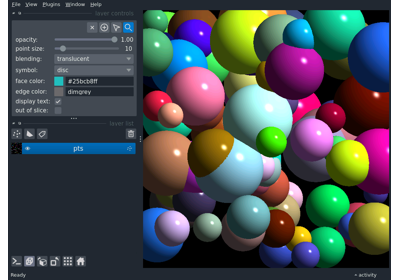 File View Plugins Window Help
layer controls
opacity: 1.00
point size: 10
blending: translucent
symbol: disc
face color: #25bcb8ff
edge color: dimgrey
display text:
out of slice:
layer list
pts
Ready
activity